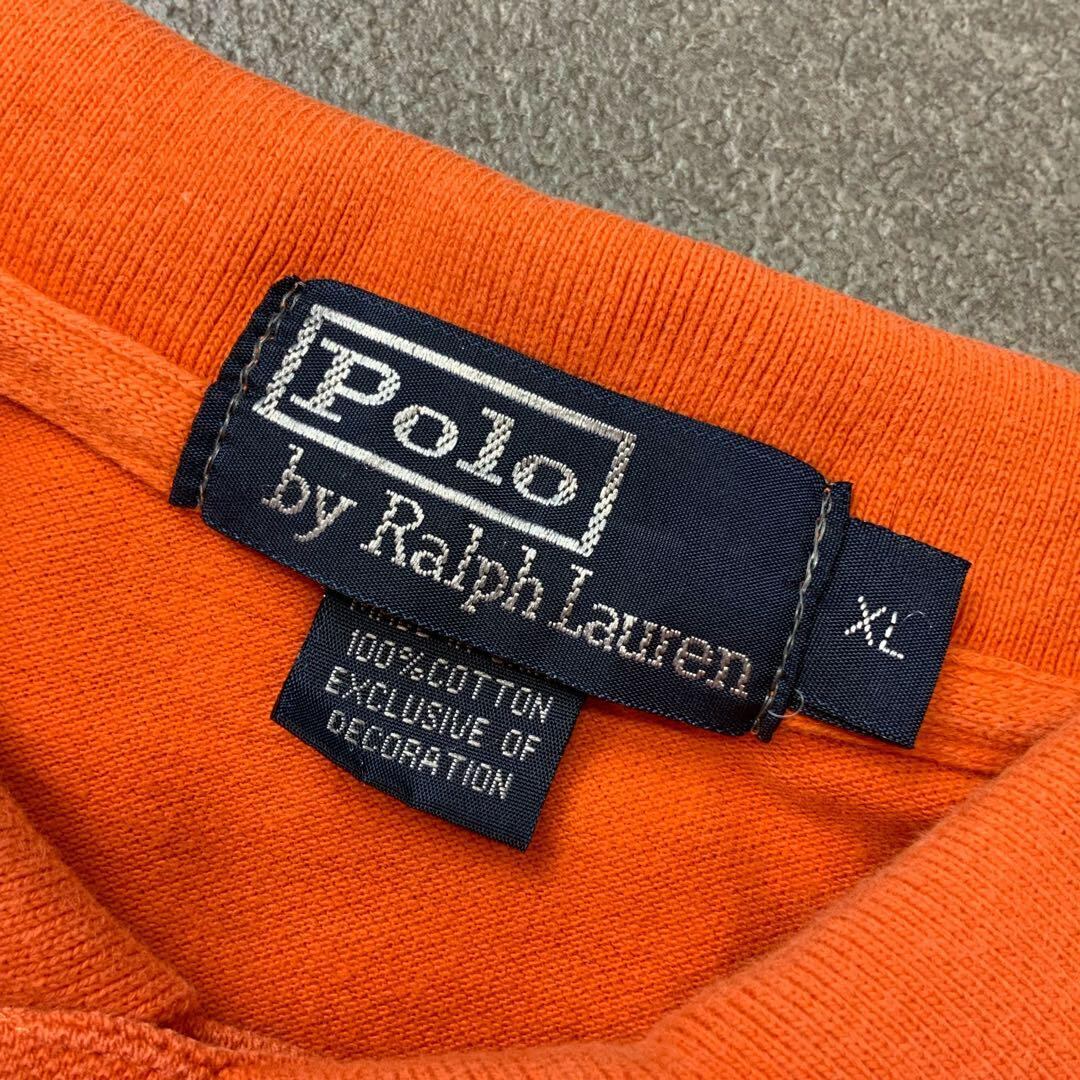 Polo
by Ralph Lauren
XL
100% COTTON
EXCLUSIVE OF
DECORATION